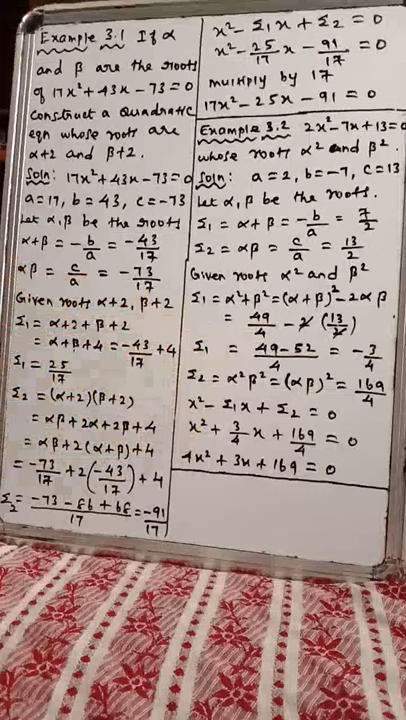 Example 3.1 If α
and β are the roots
of 17x² + 43x - 73 = 0
Construct a Quadratic
eqn whose roots are
α+2 and β+2.
Soln: 17x² + 43x - 73 = 0
a = 17, b = 43, c = -73
Let α, β be the roots
α+β = -b/a = -43/17
αβ = c/a = -73/17
Given roots α+2, β+2
Σ₁ = α+2+β+2
= α+β+4 = -43/17 + 4
Σ₁ = 25/17
Σ₂ = (α+2)(β+2)
= αβ+2α+2β+4
= αβ+2(α+β)+4
= -73/17 + 2(-43/17) + 4
Σ₂ = (-73 - 86 + 68)/17 = -91/17
x² - Σ₁x + Σ₂ = 0
x² - 25/17 x - 91/17 = 0
multiply by 17
17x² - 25x - 91 = 0
Example 3.2 2x² - 7x + 13 = 0
whose roots α² and β².
Soln: a = 2, b = -7, c = 13
Let α, β be the roots.
Σ₁ = α+β = -b/a = 7/2
Σ₂ = αβ = c/a = 13/2
Given roots α² and β²
Σ₁ = α²+β² = (α+β)² - 2αβ
= 49/4 - 2(13/2)
Σ₁ = (49-52)/4 = -3/4
Σ₂ = α²β² = (αβ)² = 169/4
x² - Σ₁x + Σ₂ = 0
x² + 3/4 x + 169/4 = 0
4x² + 3x + 169 = 0